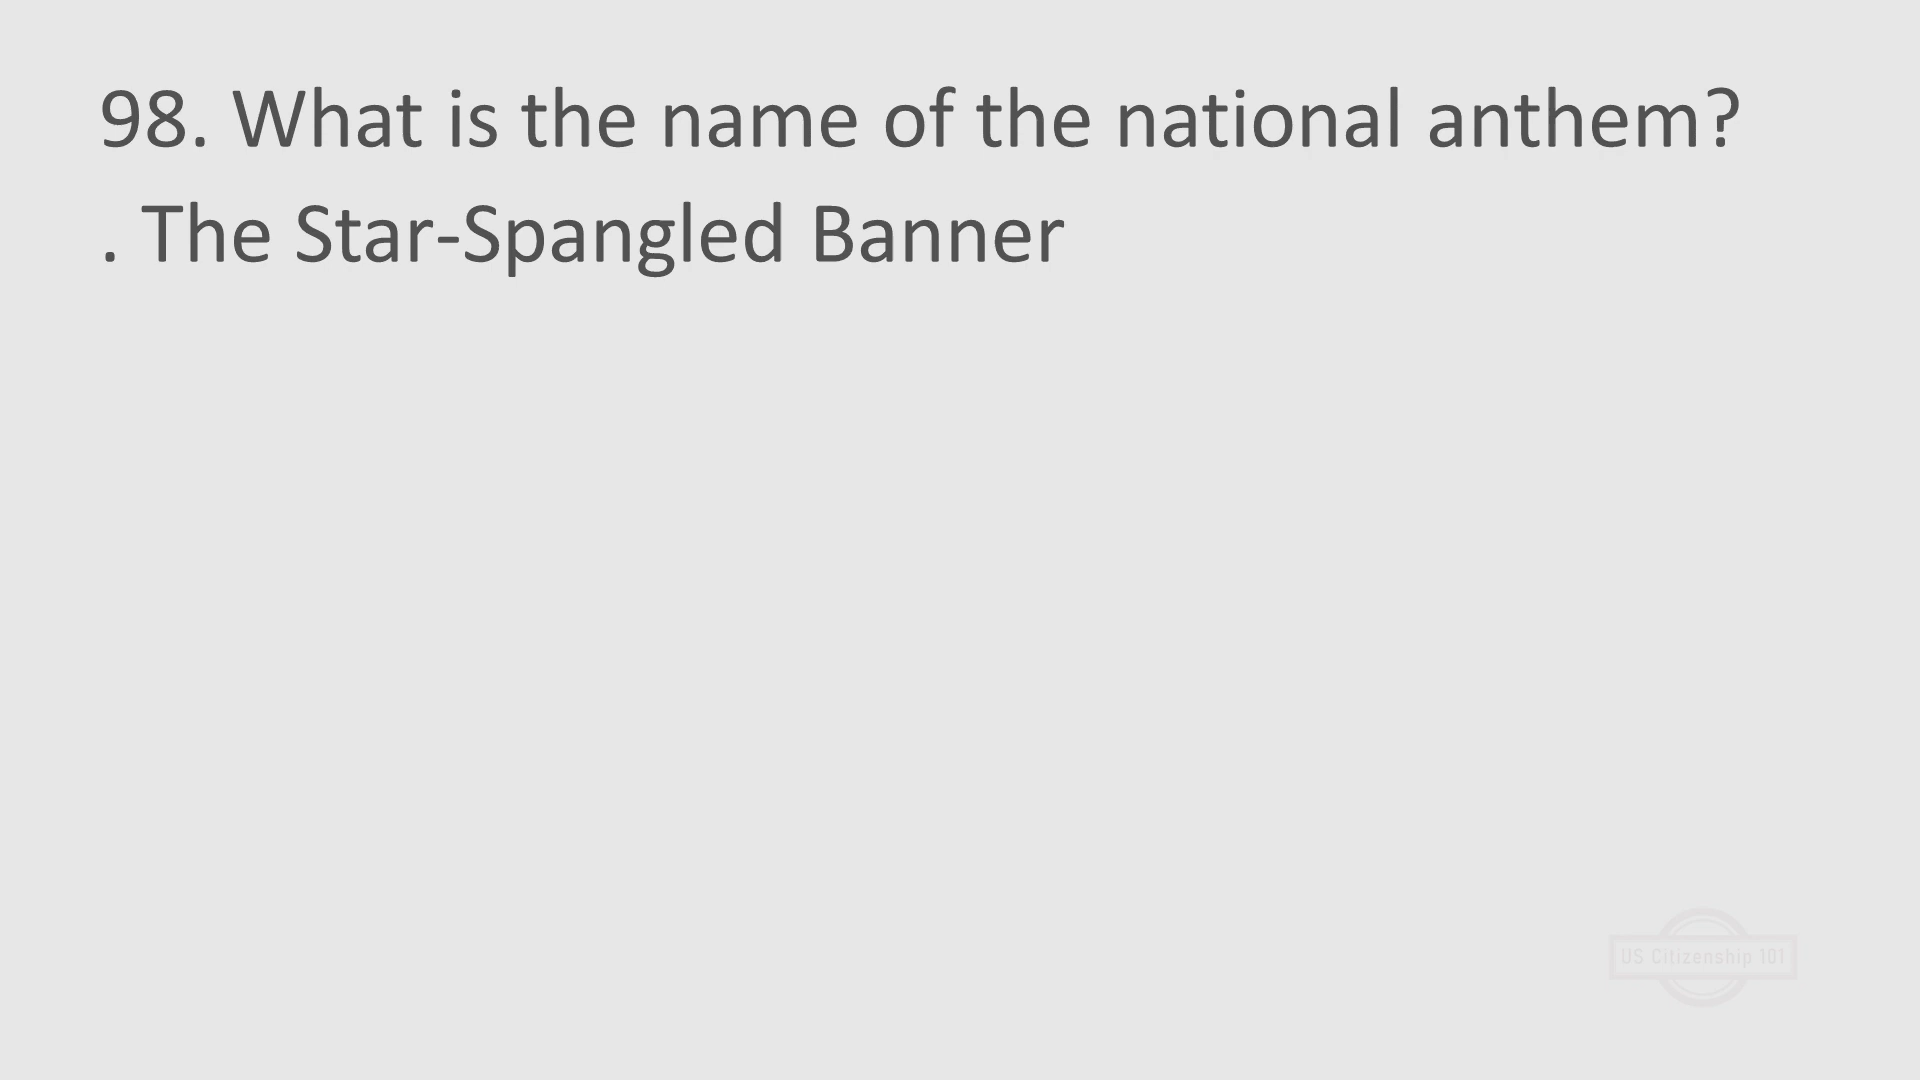 98. What is the name of the national anthem?
. The Star-Spangled Banner
US Citizenship 101